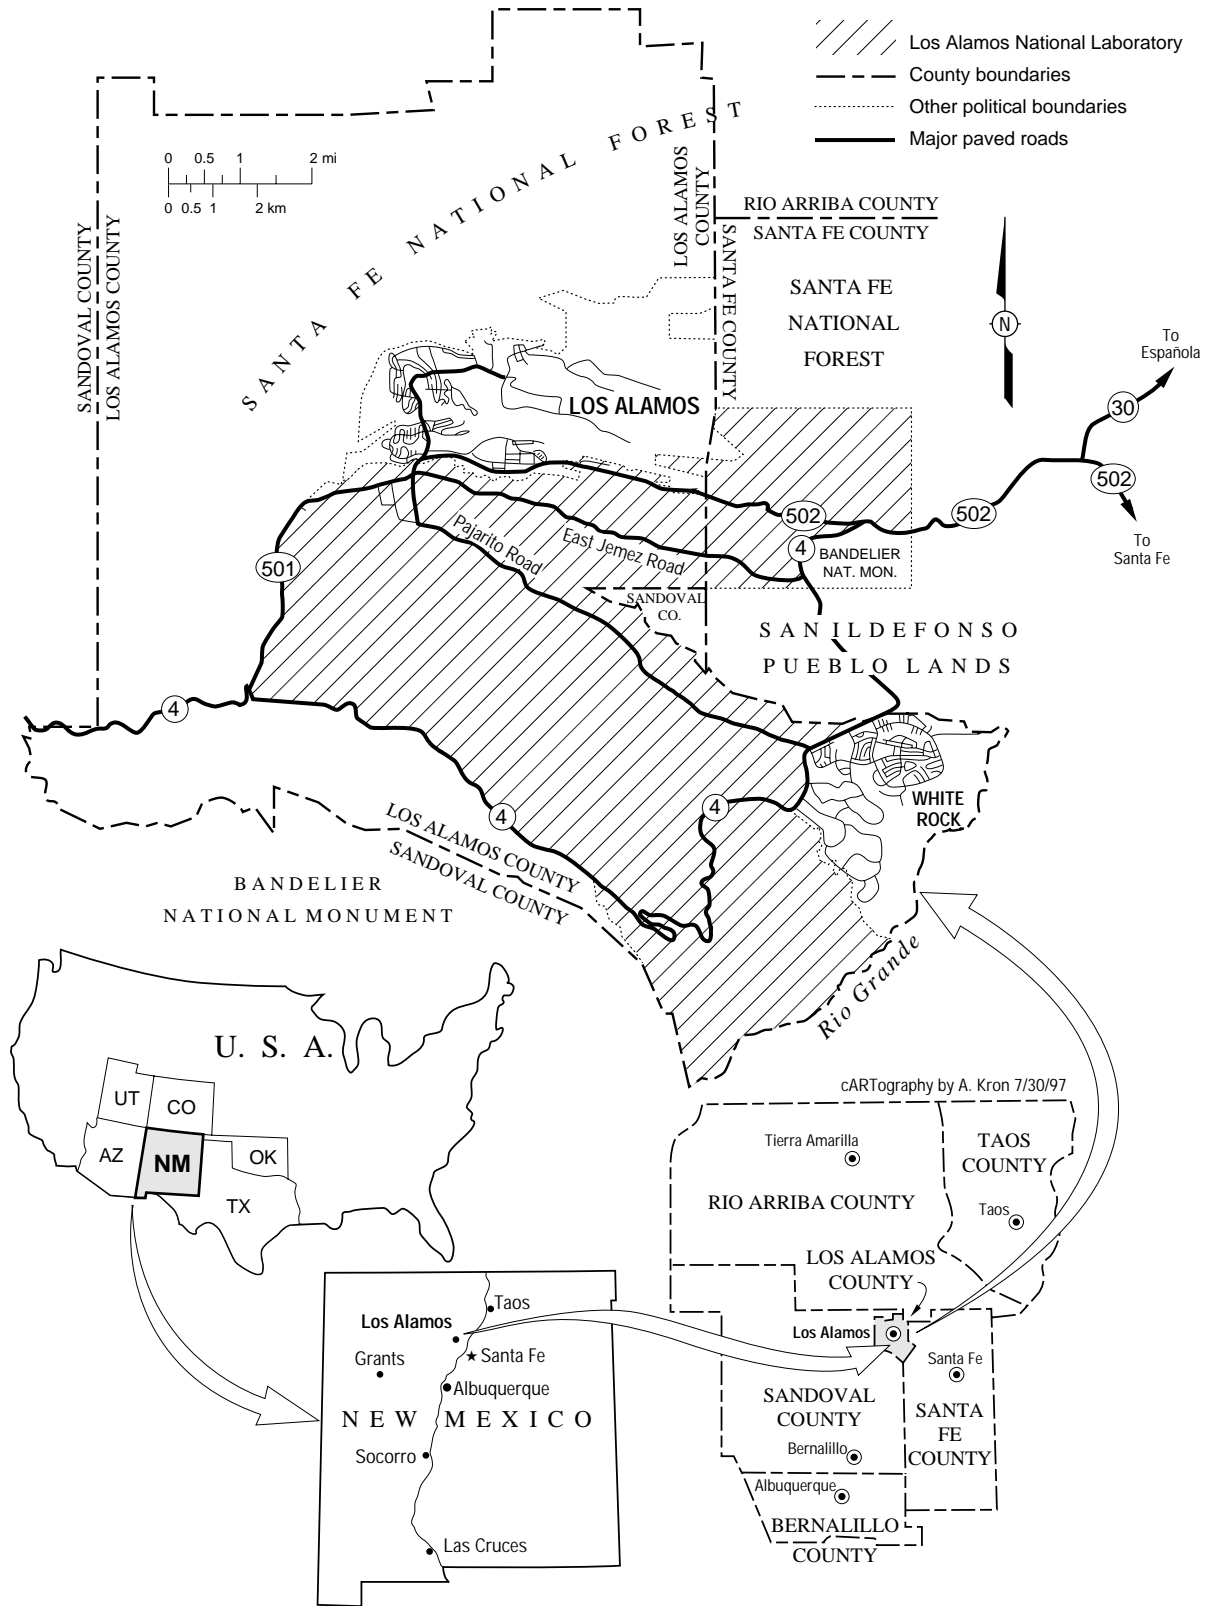 Los Alamos National Laboratory
County boundaries
Other political boundaries
Major paved roads
0 0.5 1 2 mi
0 0.5 1 2 km
SANTA FE NATIONAL FOREST
SANDOVAL COUNTY
LOS ALAMOS COUNTY
LOS ALAMOS
COUNTY
SANTA FE COUNTY
RIO ARRIBA COUNTY
SANTA FE COUNTY
SANTA FE
NATIONAL
FOREST
N
To
Española
30
502
To
Santa Fe
502
LOS ALAMOS
502
4
BANDELIER
NAT. MON.
East Jemez Road
Pajarito Road
501
SANDOVAL
CO.
SAN ILDEFONSO
PUEBLO LANDS
4
4
4
WHITE
ROCK
LOS ALAMOS COUNTY
SANDOVAL COUNTY
BANDELIER
NATIONAL MONUMENT
Rio Grande
U. S. A.
UT
CO
AZ
NM
OK
TX
cARTography by A. Kron 7/30/97
Tierra Amarilla
TAOS
COUNTY
RIO ARRIBA COUNTY
Taos
LOS ALAMOS
COUNTY
Los Alamos
Santa Fe
SANDOVAL
COUNTY
SANTA
FE
COUNTY
Bernalillo
Albuquerque
BERNALILLO
COUNTY
Taos
Los Alamos
Santa Fe
Grants
Albuquerque
NEW MEXICO
Socorro
Las Cruces